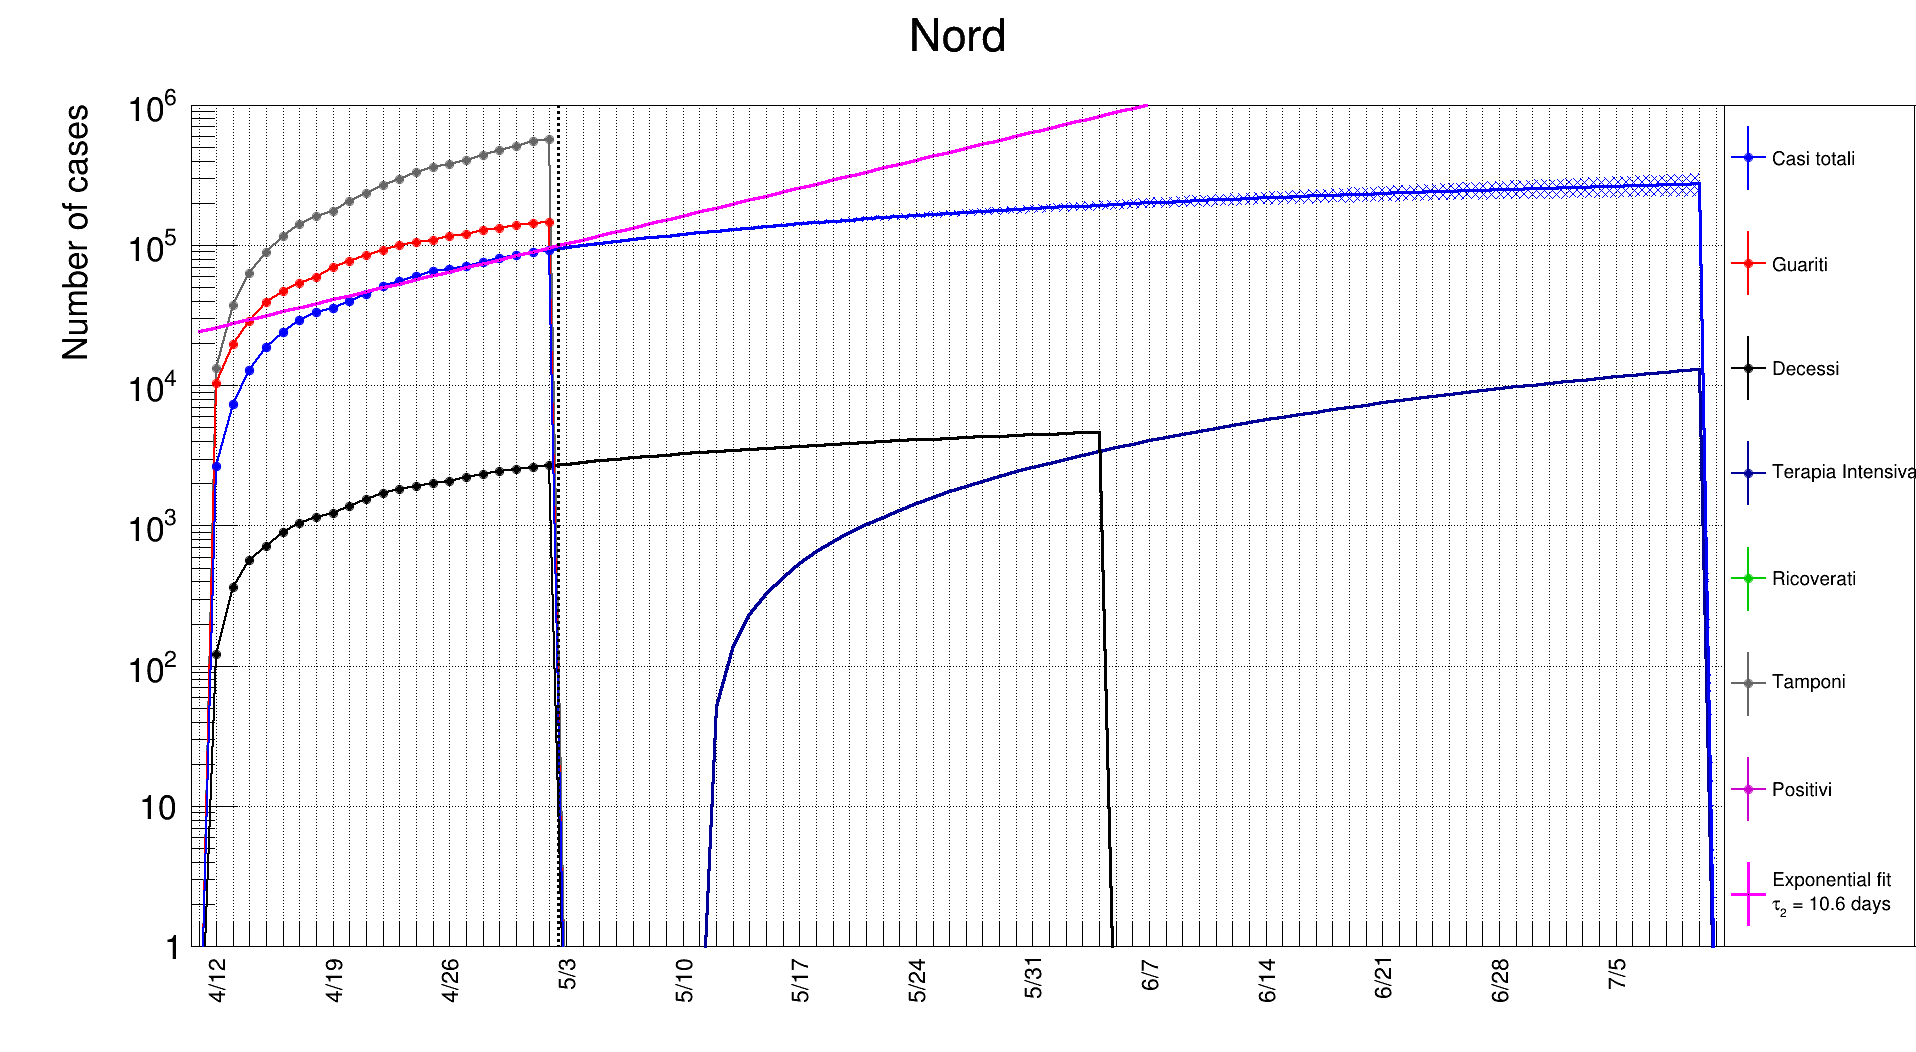 Nord
Number of cases
10^6
10^5
10^4
10^3
10^2
10
1
4/12
4/19
4/26
5/3
5/10
5/17
5/24
5/31
6/7
6/14
6/21
6/28
7/5
Casi totali
Guariti
Decessi
Terapia Intensiva
Ricoverati
Tamponi
Positivi
Exponential fit
τ_2 = 10.6 days